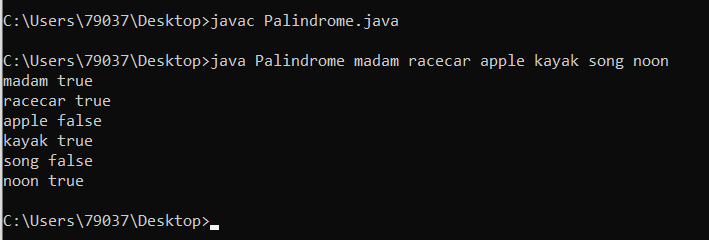 C:\Users\79037\Desktop>javac Palindrome.java
C:\Users\79037\Desktop>java Palindrome madam racecar apple kayak song noon
madam true
racecar true
apple false
kayak true
song false
noon true
C:\Users\79037\Desktop>